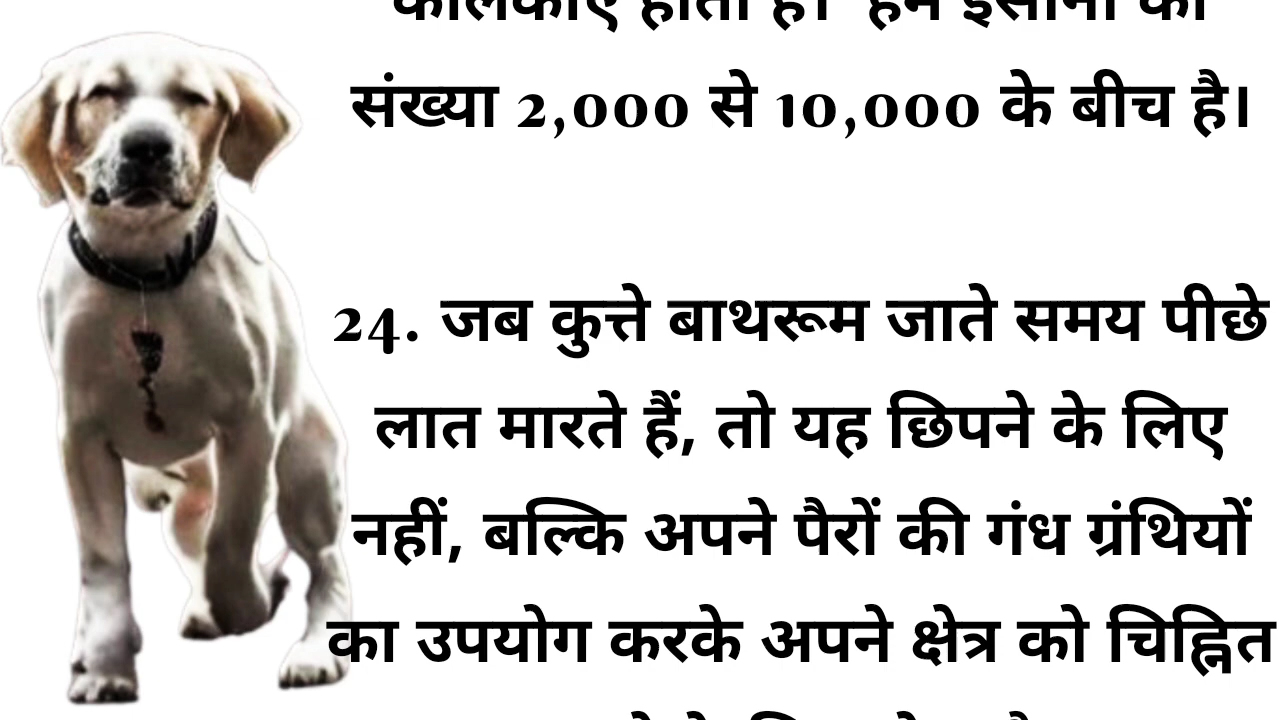 संख्या 2,000 से 10,000 के बीच है।
24. जब कुत्ते बाथरूम जाते समय पीछे
लात मारते हैं, तो यह छिपने के लिए
नहीं, बल्कि अपने पैरों की गंध ग्रंथियों
का उपयोग करके अपने क्षेत्र को चिह्नित